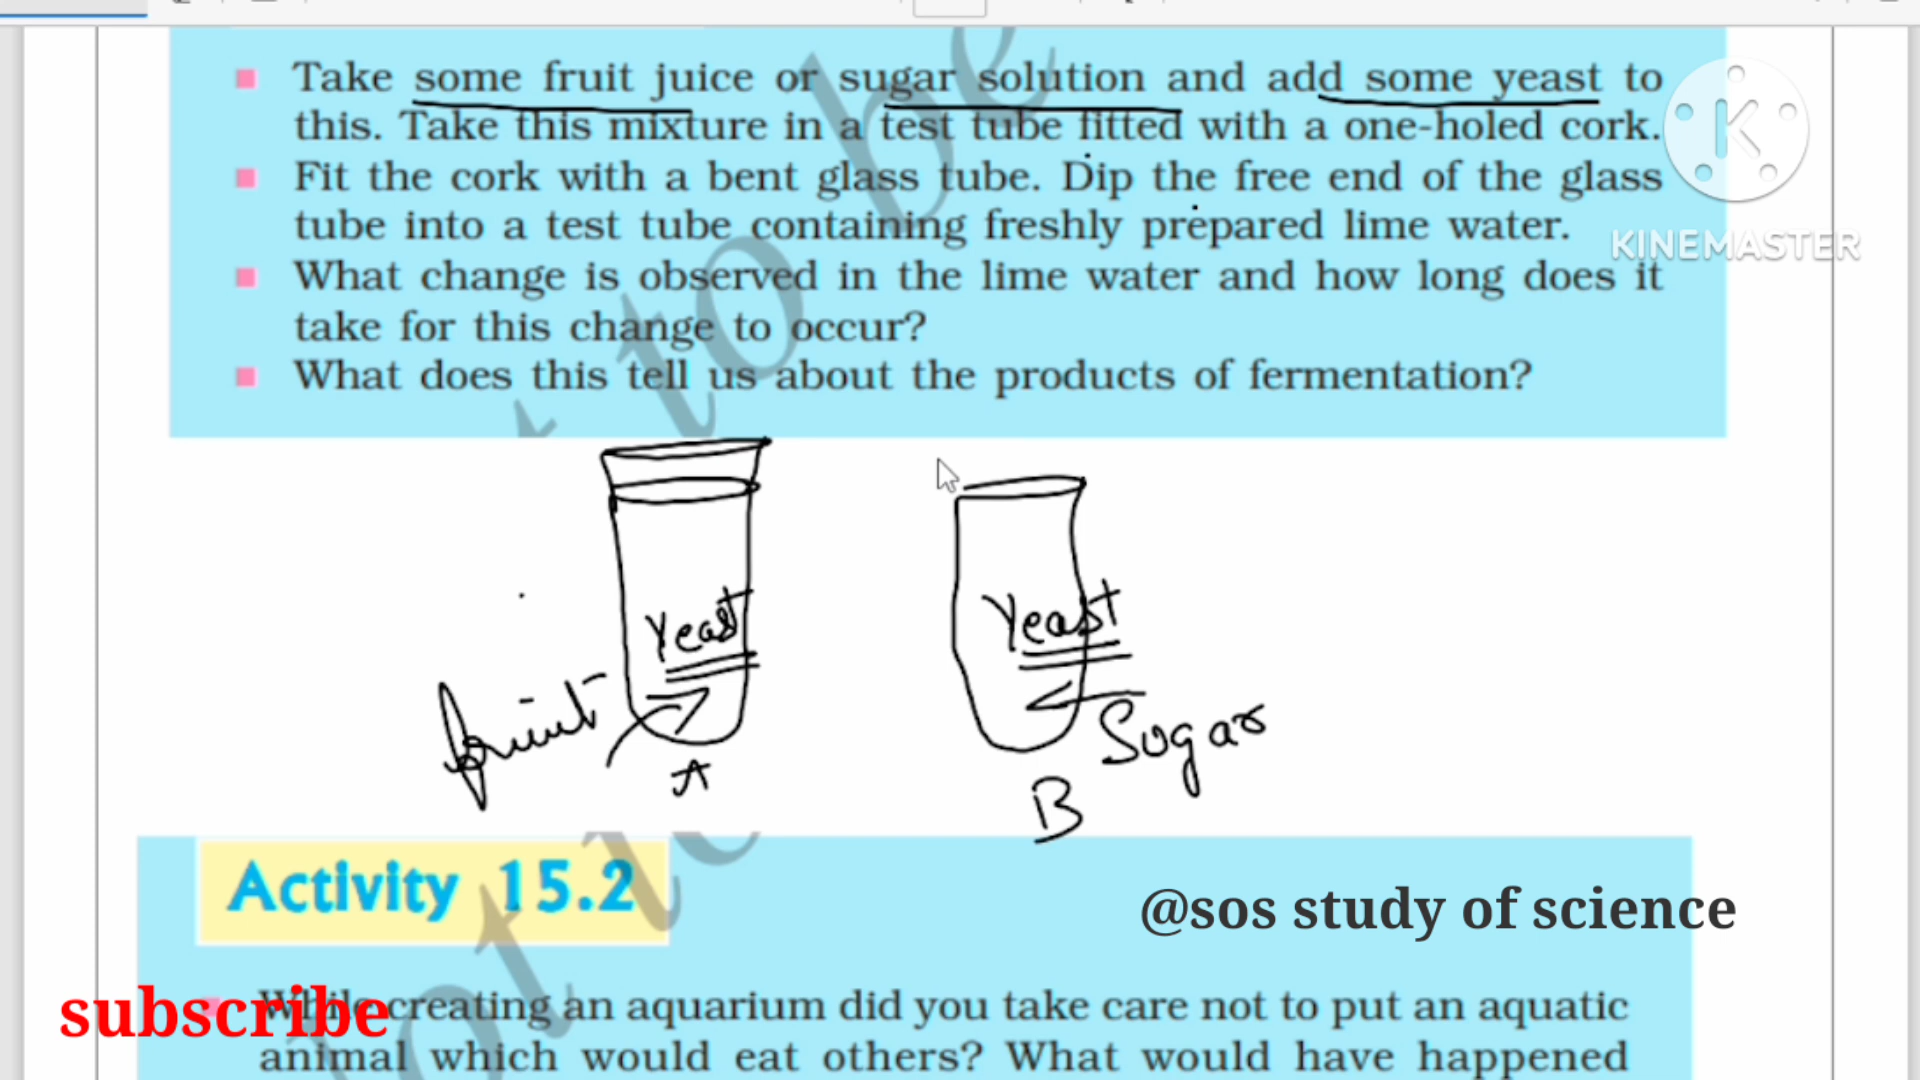 Take some fruit juice or sugar solution and add some yeast to
this. Take this mixture in a test tube fitted with a one-holed cork.
Fit the cork with a bent glass tube. Dip the free end of the glass
tube into a test tube containing freshly prepared lime water.
KINEMASTER
What change is observed in the lime water and how long does it
take for this change to occur?
What does this tell us about the products of fermentation?
to be
Yeast
Yeast
fruit
Sugar
A
B
Activity 15.2
@sos study of science
subscribe
While creating an aquarium did you take care not to put an aquatic
animal which would eat others? What would have happened